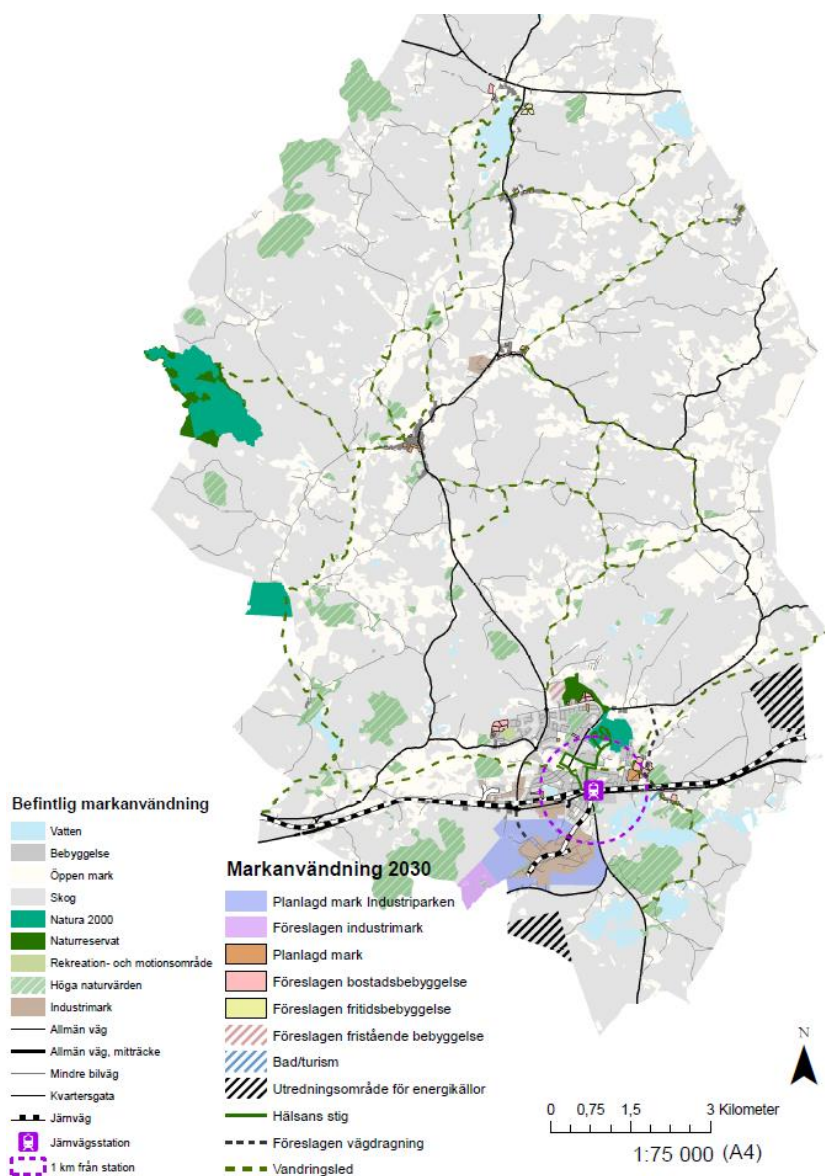 Befintlig markanvändning
Vatten
Bebyggelse
Öppen mark
Skog
Natura 2000
Naturreservat
Rekreation- och motionsområde
Höga naturvärden
Industrimark
Allmän väg
Allmän väg, mitträcke
Mindre bilväg
Kvartersgata
Järnväg
Järnvägsstation
1 km från station
Markanvändning 2030
Planlagd mark Industriparken
Föreslagen industrimark
Planlagd mark
Föreslagen bostadsbebyggelse
Föreslagen fritidsbebyggelse
Föreslagen fristående bebyggelse
Bad/turism
Utredningsområde för energikällor
Hälsans stig
Föreslagen vägdragning
Vandringsled
N
0 0,75 1,5 3 Kilometer
1:75 000 (A4)